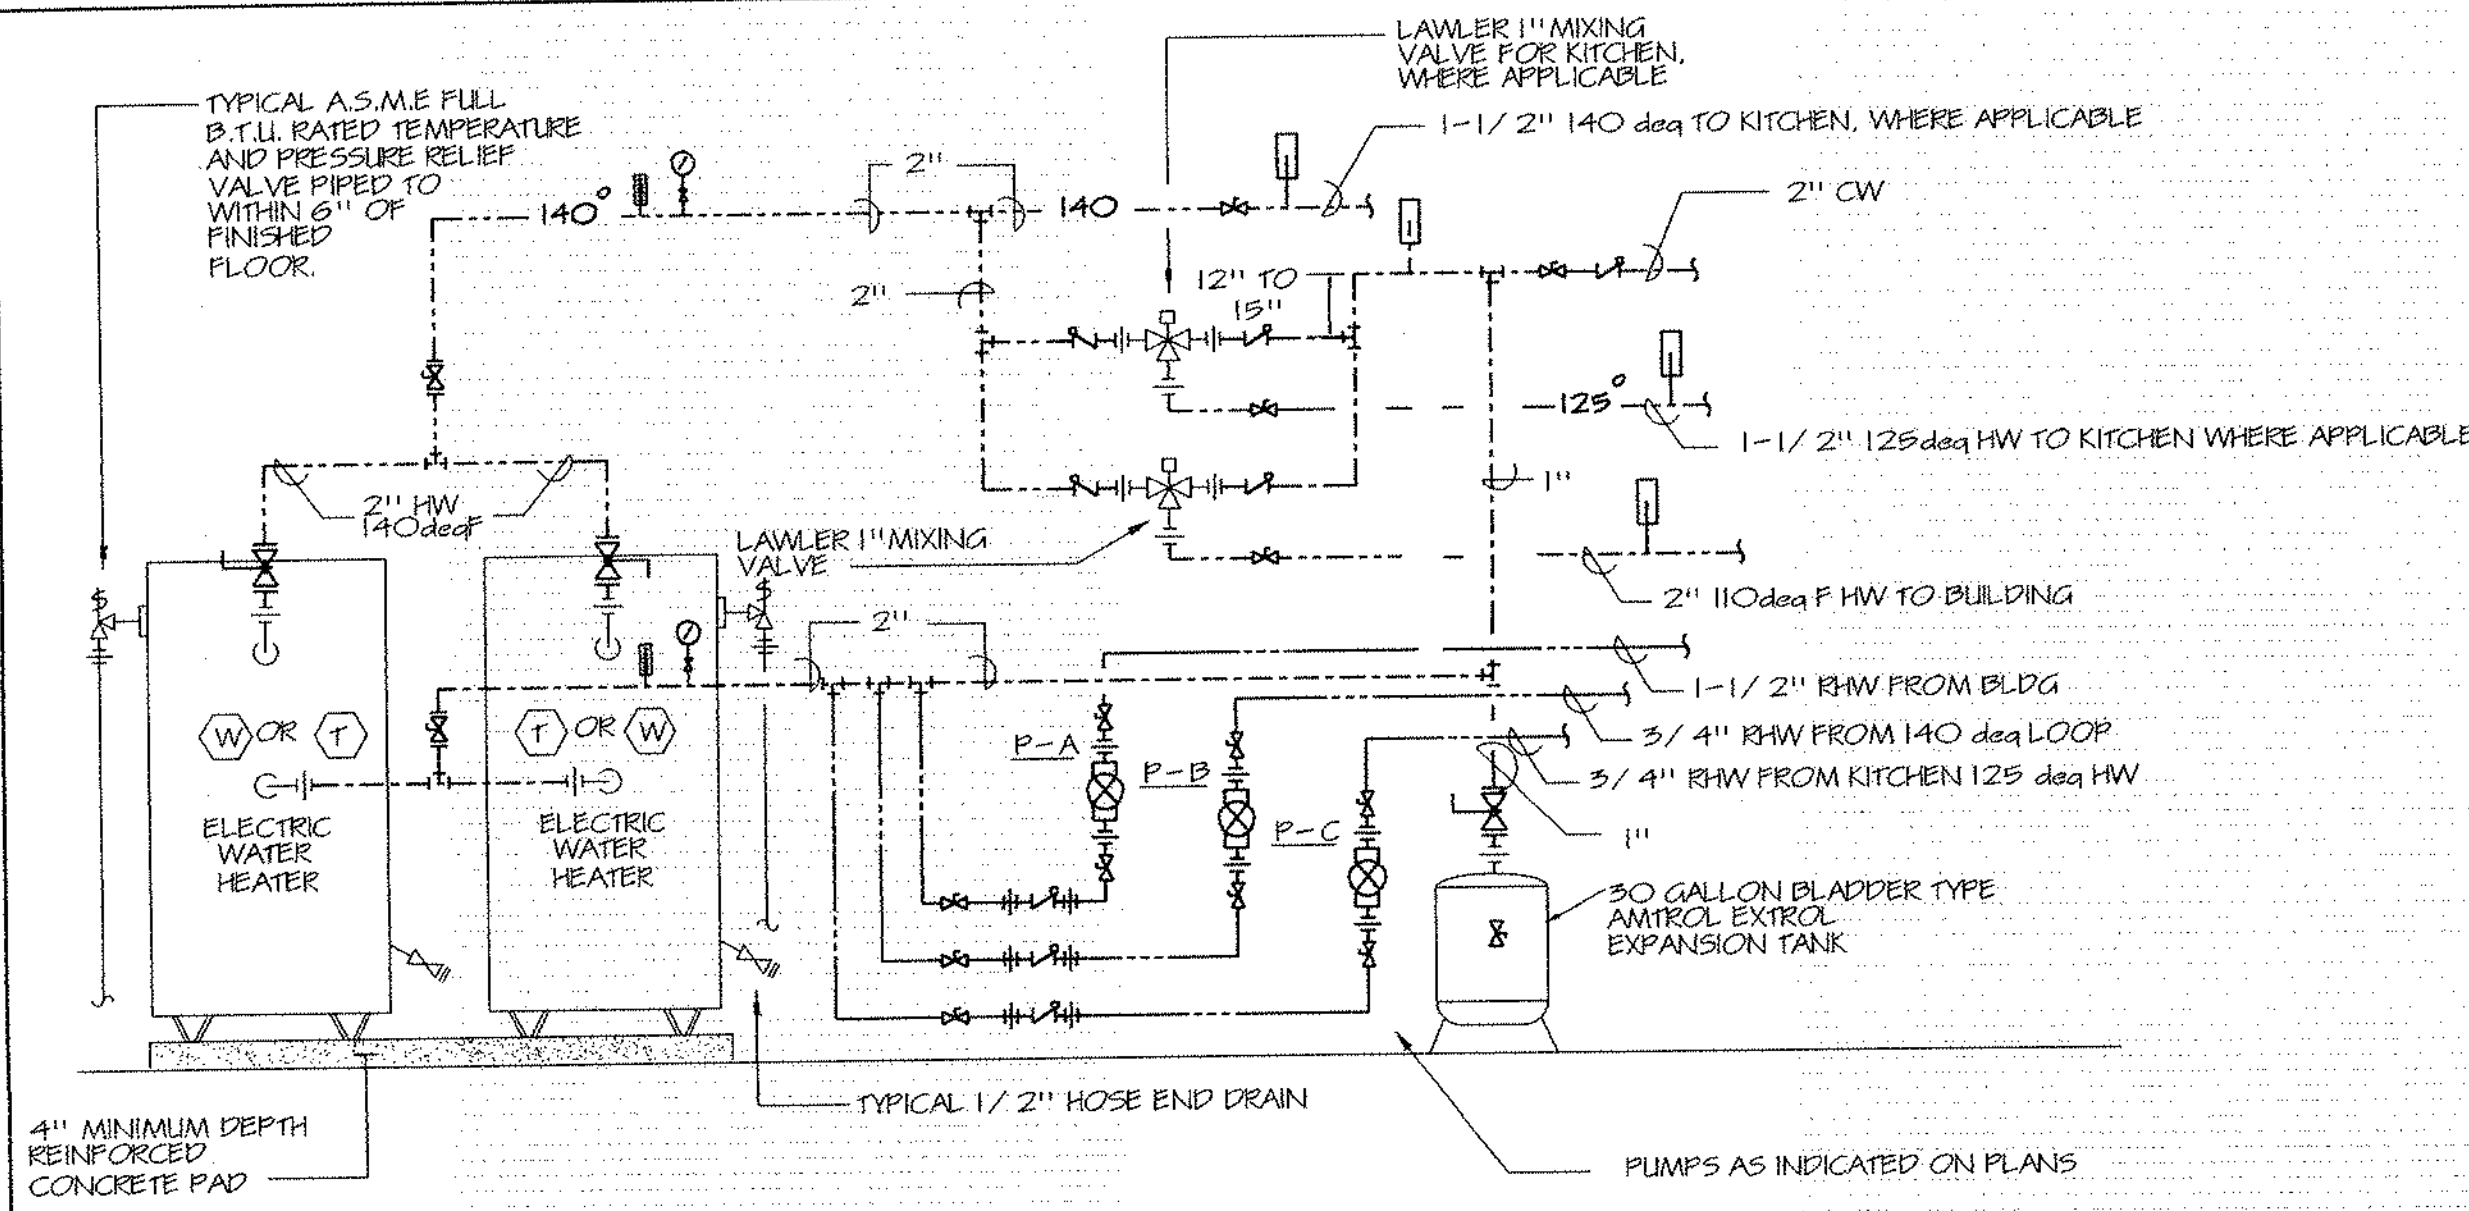 LAWLER 1" MIXING
VALVE FOR KITCHEN,
WHERE APPLICABLE
TYPICAL A.S.M.E FULL
B.T.U. RATED TEMPERATURE
AND PRESSURE RELIEF
VALVE PIPED TO
WITHIN 6" OF
FINISHED
FLOOR.
1-1/2" 140 deg TO KITCHEN, WHERE APPLICABLE
2"
2" CW
140°
140
2"
12" TO
15"
125°
1-1/2" 125deg HW TO KITCHEN WHERE APPLICABLE
2" HW
140degF
1"
LAWLER 1" MIXING
VALVE
2" 110deg F HW TO BUILDING
2"
1-1/2" RHW FROM BLDG
W OR T
T OR W
P-A
3/4" RHW FROM 140 deg LOOP
P-B
3/4" RHW FROM KITCHEN 125 deg HW
P-C
1"
ELECTRIC
WATER
HEATER
ELECTRIC
WATER
HEATER
30 GALLON BLADDER TYPE
AMTROL EXTROL
EXPANSION TANK
TYPICAL 1/2" HOSE END DRAIN
4" MINIMUM DEPTH
REINFORCED
CONCRETE PAD
PUMPS AS INDICATED ON PLANS